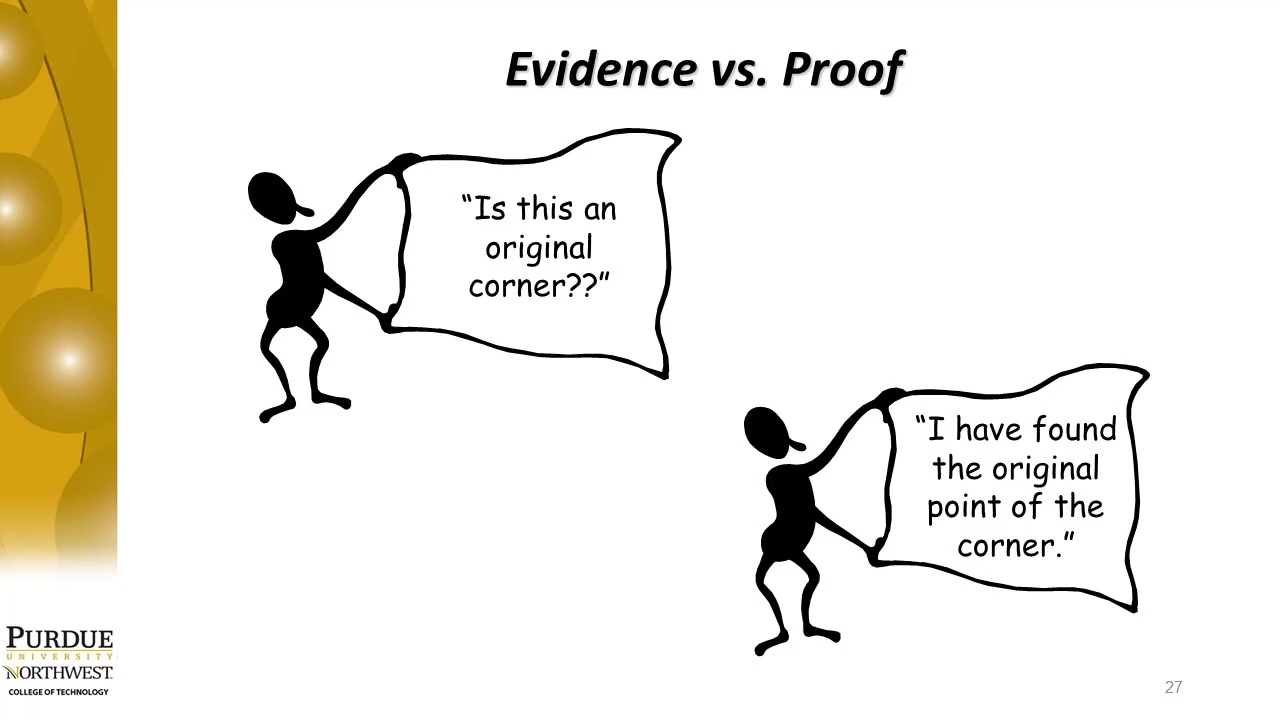 Evidence vs. Proof
“Is this an
original
corner??”
“I have found
the original
point of the
corner.”
PURDUE
UNIVERSITY
NORTHWEST
COLLEGE OF TECHNOLOGY
27